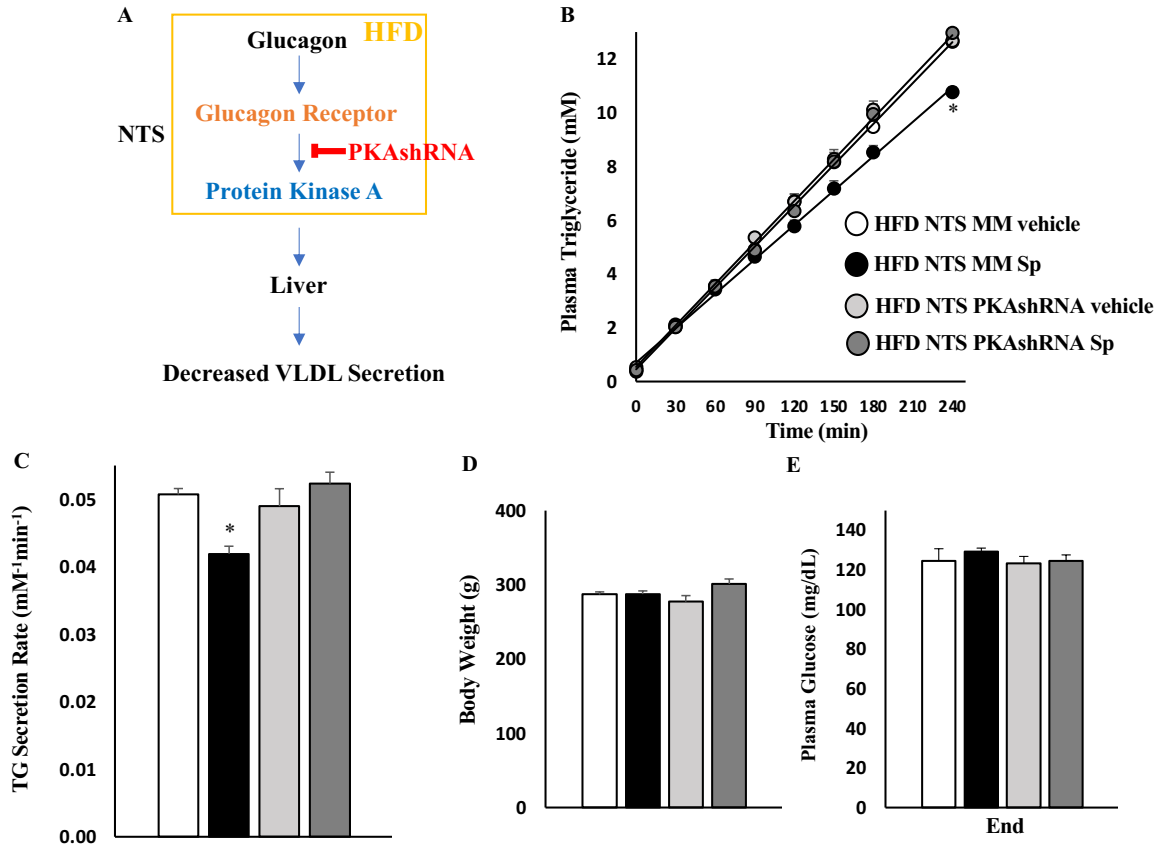 A
HFD
Glucagon
Glucagon Receptor
NTS
PKAshRNA
Protein Kinase A
Liver
Decreased VLDL Secretion
B
Plasma Triglyceride (mM)
12
10
8
6
4
2
0
*
HFD NTS MM vehicle
HFD NTS MM Sp
HFD NTS PKAshRNA vehicle
HFD NTS PKAshRNA Sp
0 30 60 90 120 150 180 210 240
Time (min)
C
TG Secretion Rate (mM⁻¹min⁻¹)
0.05
0.04
0.03
0.02
0.01
0.00
*
D
Body Weight (g)
400
300
200
100
0
E
Plasma Glucose (mg/dL)
140
120
100
80
60
40
20
0
End